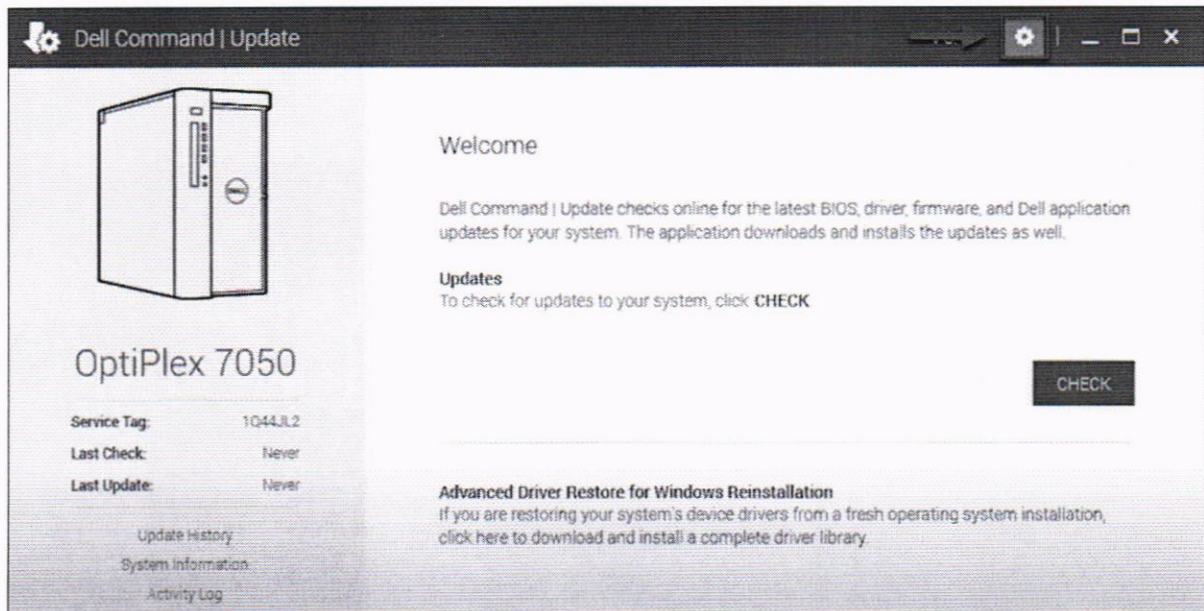 Dell Command | Update
OptiPlex 7050
Service Tag: 1Q44JL2
Last Check: Never
Last Update: Never
Update History
System Information
Activity Log
Welcome
Dell Command | Update checks online for the latest BIOS, driver, firmware, and Dell application
updates for your system. The application downloads and installs the updates as well.
Updates
To check for updates to your system, click CHECK
CHECK
Advanced Driver Restore for Windows Reinstallation
If you are restoring your system's device drivers from a fresh operating system installation,
click here to download and install a complete driver library.